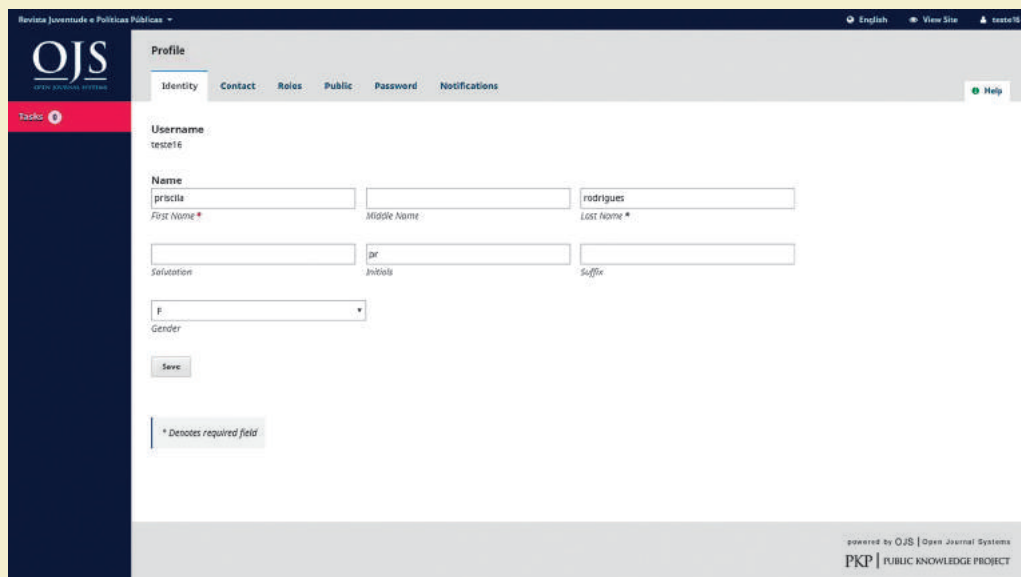 Revista Juventude e Políticas Públicas English View Site teste16
OJS
OPEN JOURNAL SYSTEMS
Profile
Identity Contact Roles Public Password Notifications
Help
Tasks 0
Username
teste16
Name
priscila rodrigues
First Name * Middle Name Last Name *
pr
Salutation Initials Suffix
F
Gender
Save
* Denotes required field
powered by OJS | Open Journal Systems
PKP | PUBLIC KNOWLEDGE PROJECT